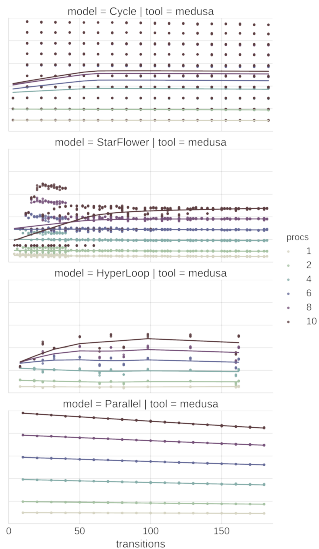 model = Cycle | tool = medusa
model = StarFlower | tool = medusa
procs
1
2
4
6
8
10
model = HyperLoop | tool = medusa
model = Parallel | tool = medusa
0 50 100 150
transitions